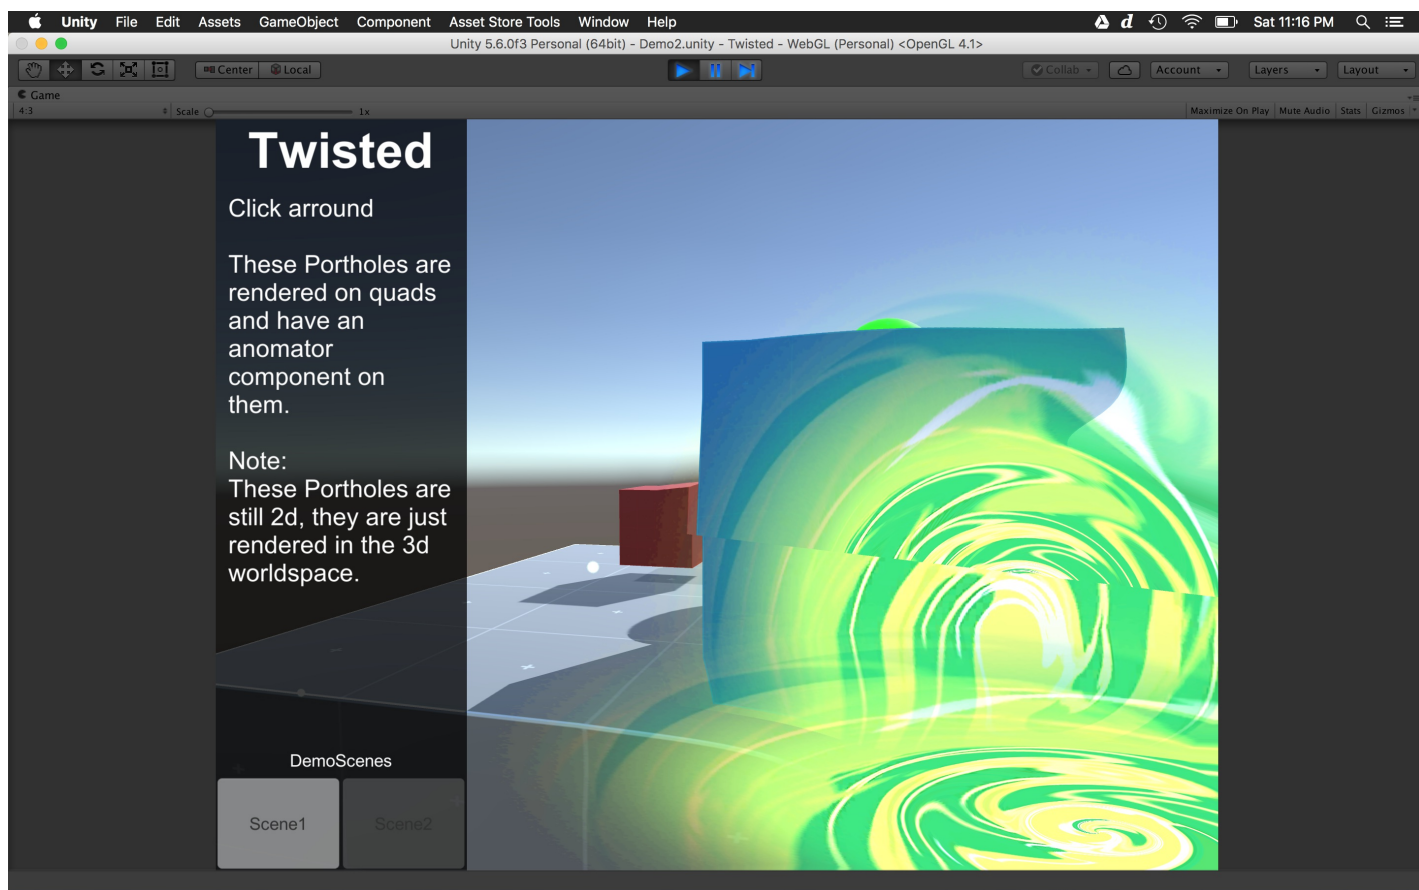 Unity File Edit Assets GameObject Component Asset Store Tools Window Help d Sat 11:16 PM
Unity 5.6.0f3 Personal (64bit) - Demo2.unity - Twisted - WebGL (Personal) <OpenGL 4.1>
Center Local Collab Account Layers Layout
Game
4:3 Scale 1x Maximize On Play Mute Audio Stats Gizmos
Twisted
Click arround
These Portholes are
rendered on quads
and have an
anomator
component on
them.
Note:
These Portholes are
still 2d, they are just
rendered in the 3d
worldspace.
DemoScenes
Scene1 Scene2